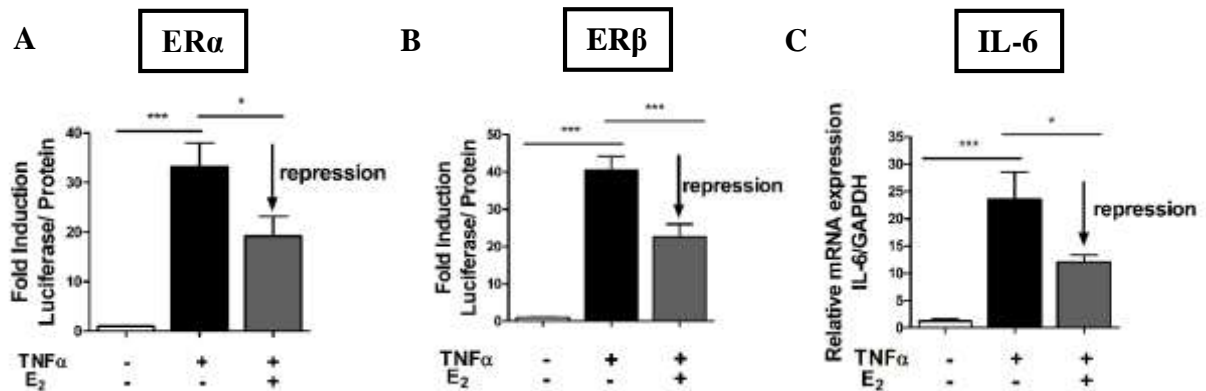 A
ERα
B
ERβ
C
IL-6
***
*
40
30
20
10
0
Fold Induction
Luciferase/ Protein
repression
TNFα - + +
E2 - - +
***
***
50
40
30
20
10
0
Fold Induction
Luciferase/ Protein
repression
- + +
- - +
***
*
35
30
25
20
15
10
5
0
Relative mRNA expression
IL-6/GAPDH
repression
TNFα - + +
E2 - - +
TNFα - + +
E2 - - +